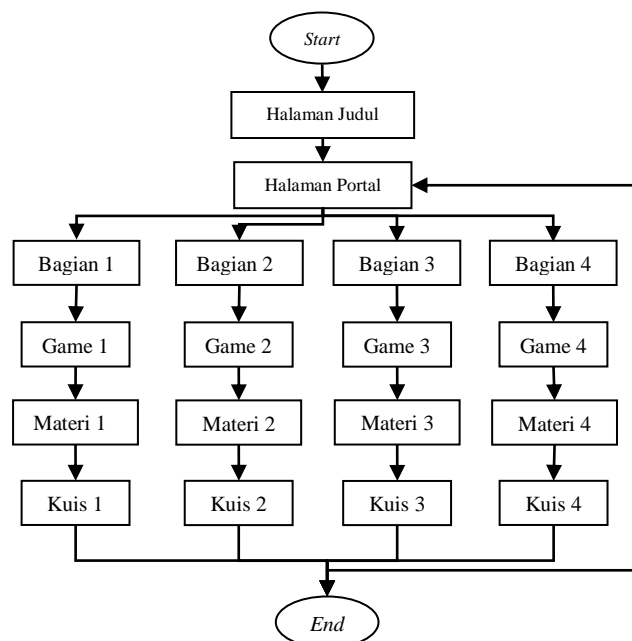 Start
Halaman Judul
Halaman Portal
Bagian 1
Bagian 2
Bagian 3
Bagian 4
Game 1
Game 2
Game 3
Game 4
Materi 1
Materi 2
Materi 3
Materi 4
Kuis 1
Kuis 2
Kuis 3
Kuis 4
End